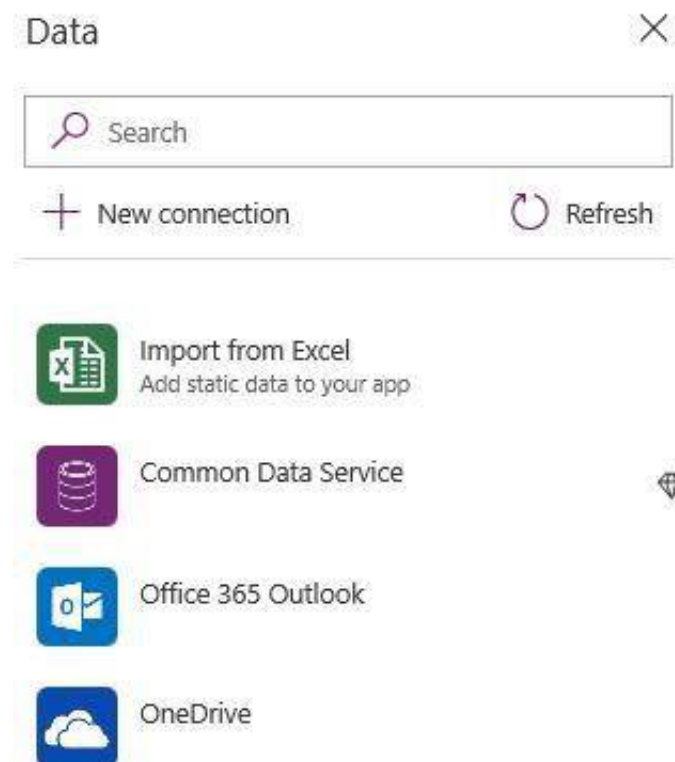 Data
Search
New connection
Refresh
Import from Excel
Add static data to your app
Common Data Service
Office 365 Outlook
OneDrive